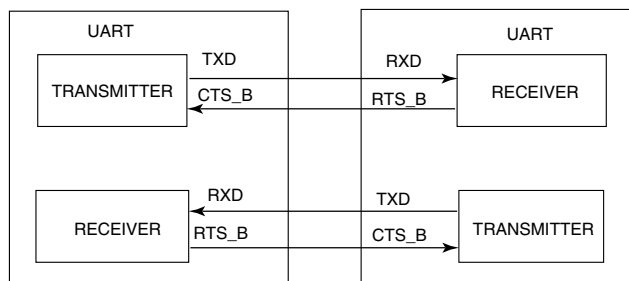 UART UART
TXD RXD
TRANSMITTER CTS_B RTS_B RECEIVER
RXD TXD
RECEIVER RTS_B CTS_B TRANSMITTER